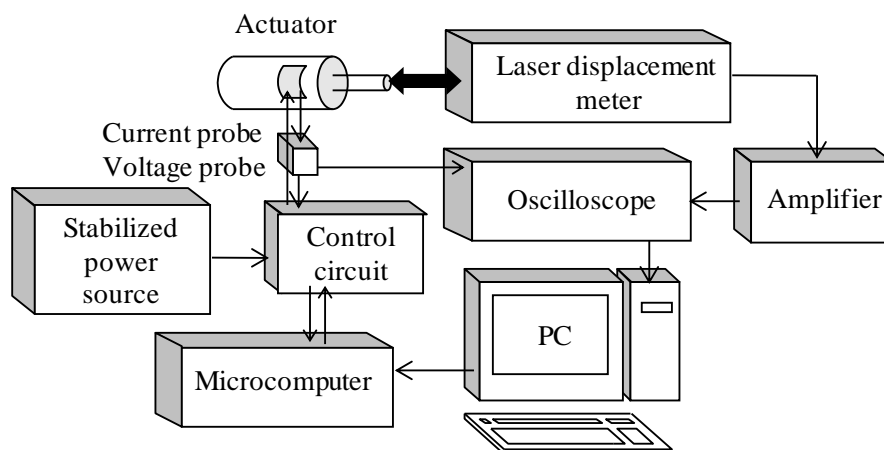 Actuator
Laser displacement
meter
Current probe
Voltage probe
Oscilloscope
Amplifier
Stabilized
power
source
Control
circuit
PC
Microcomputer